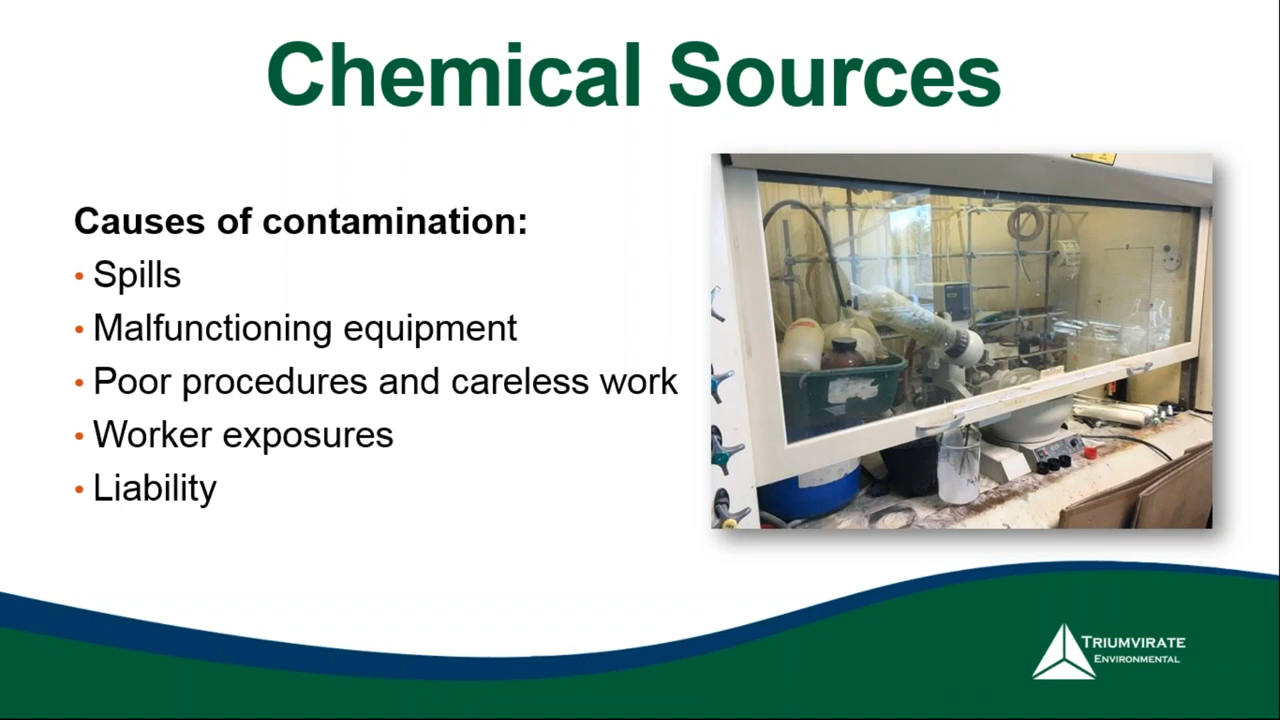 Chemical Sources
Causes of contamination:
• Spills
• Malfunctioning equipment
• Poor procedures and careless work
• Worker exposures
• Liability
TRIUMVIRATE
ENVIRONMENTAL